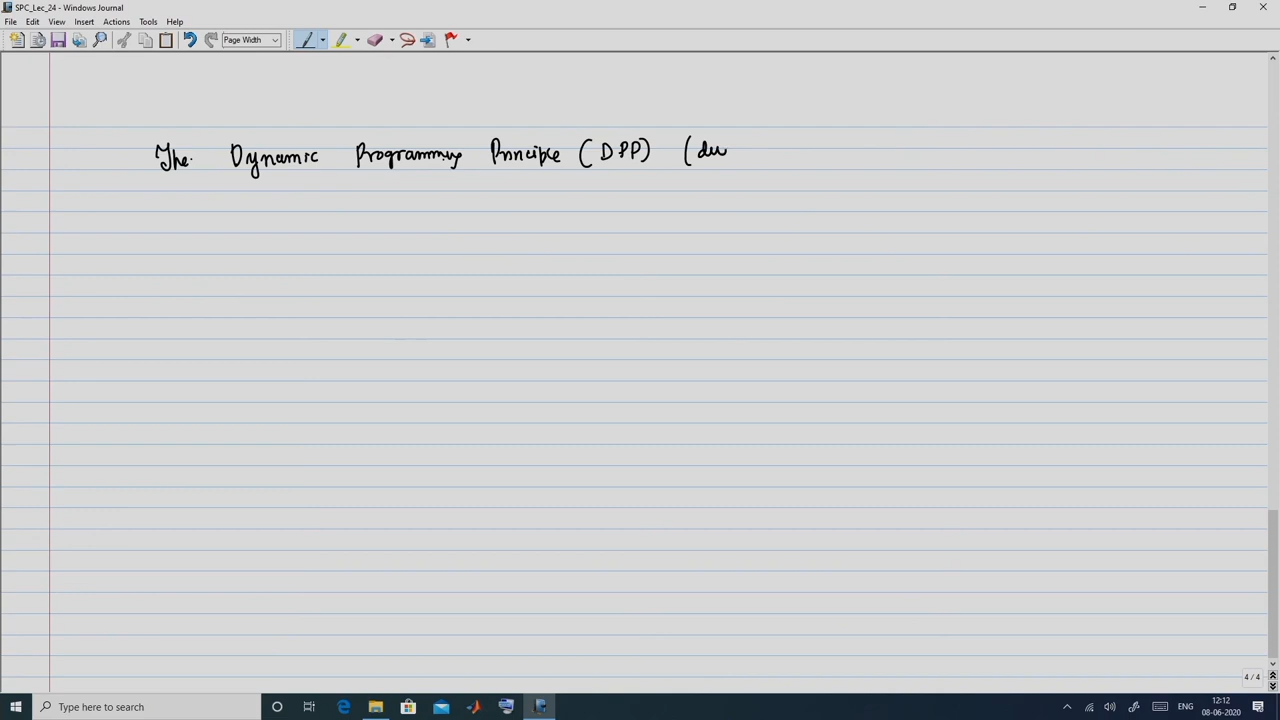 SPC_Lec_24 - Windows Journal
File Edit View Insert Actions Tools Help
Page Width
The Dynamic Programming Principle (DPP) (du
4 / 4
Type here to search
ENG
12:12
08-06-2020